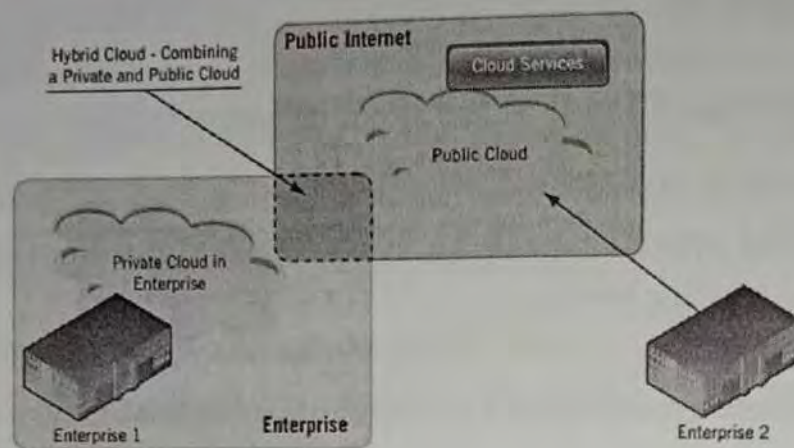 Hybrid Cloud - Combining
a Private and Public Cloud
Public Internet
Cloud Services
Public Cloud
Private Cloud in
Enterprise
Enterprise 1
Enterprise
Enterprise 2